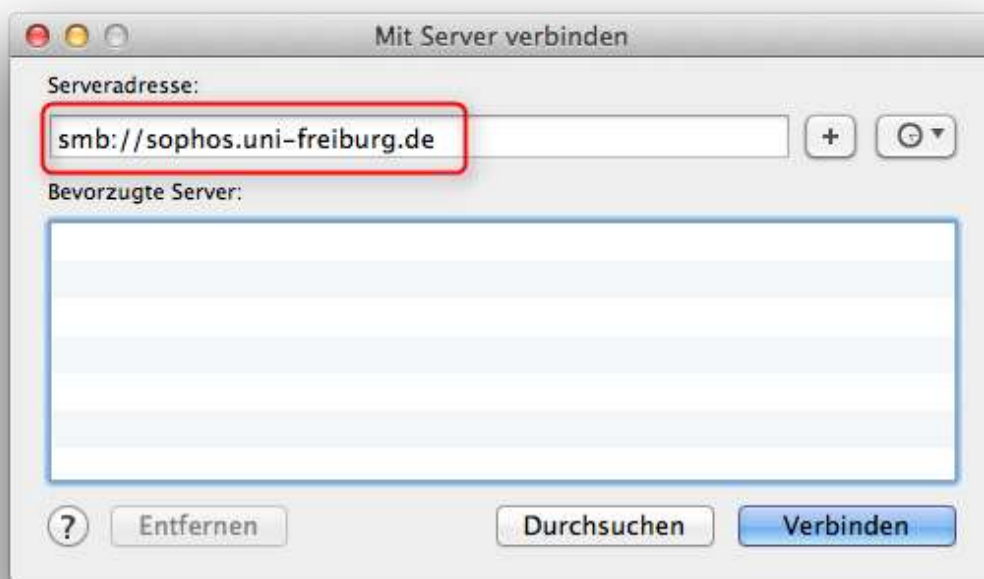 Mit Server verbinden
Serveradresse:
smb://sophos.uni-freiburg.de
+
Bevorzugte Server:
? Entfernen Durchsuchen Verbinden